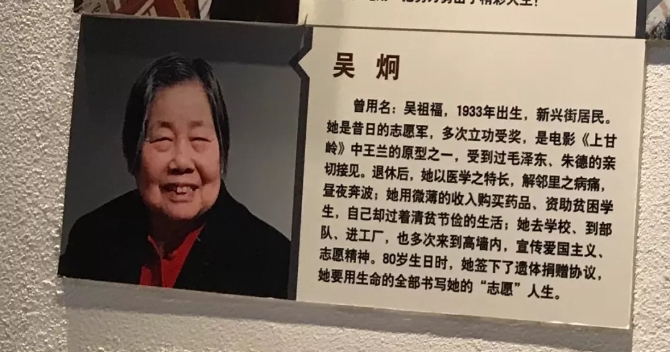 吴炯
曾用名：吴祖福，1933年出生，新兴街居民。
她是昔日的志愿军，多次立功受奖，是电影《上甘
岭》中王兰的原型之一，受到过毛泽东、朱德的亲
切接见。退休后，她以医学之特长，解邻里之病痛，
昼夜奔波；她用微薄的收入购买药品、资助贫困学
生，自己却过着清贫节俭的生活；她去学校、到部
队、进工厂，也多次来到高墙内，宣传爱国主义、
志愿精神。80岁生日时，她签下了遗体捐赠协议，
她要用生命的全部书写她的“志愿”人生。